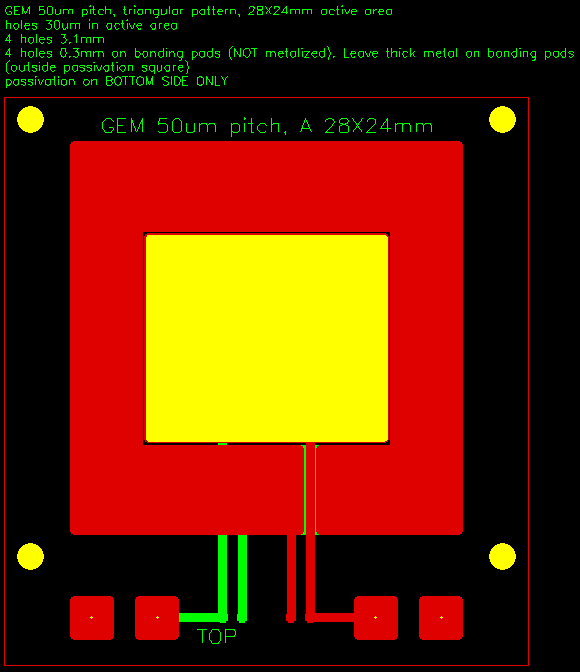 GEM 50um pitch, triangular pattern, 28X24mm active area
holes 30um in active area
4 holes 3.1mm
4 holes 0.3mm on bonding pads (NOT metalized). Leave thick metal on bonding pads
(outside passivation square)
passivation on BOTTOM SIDE ONLY
GEM 50um pitch, A 28X24mm
TOP